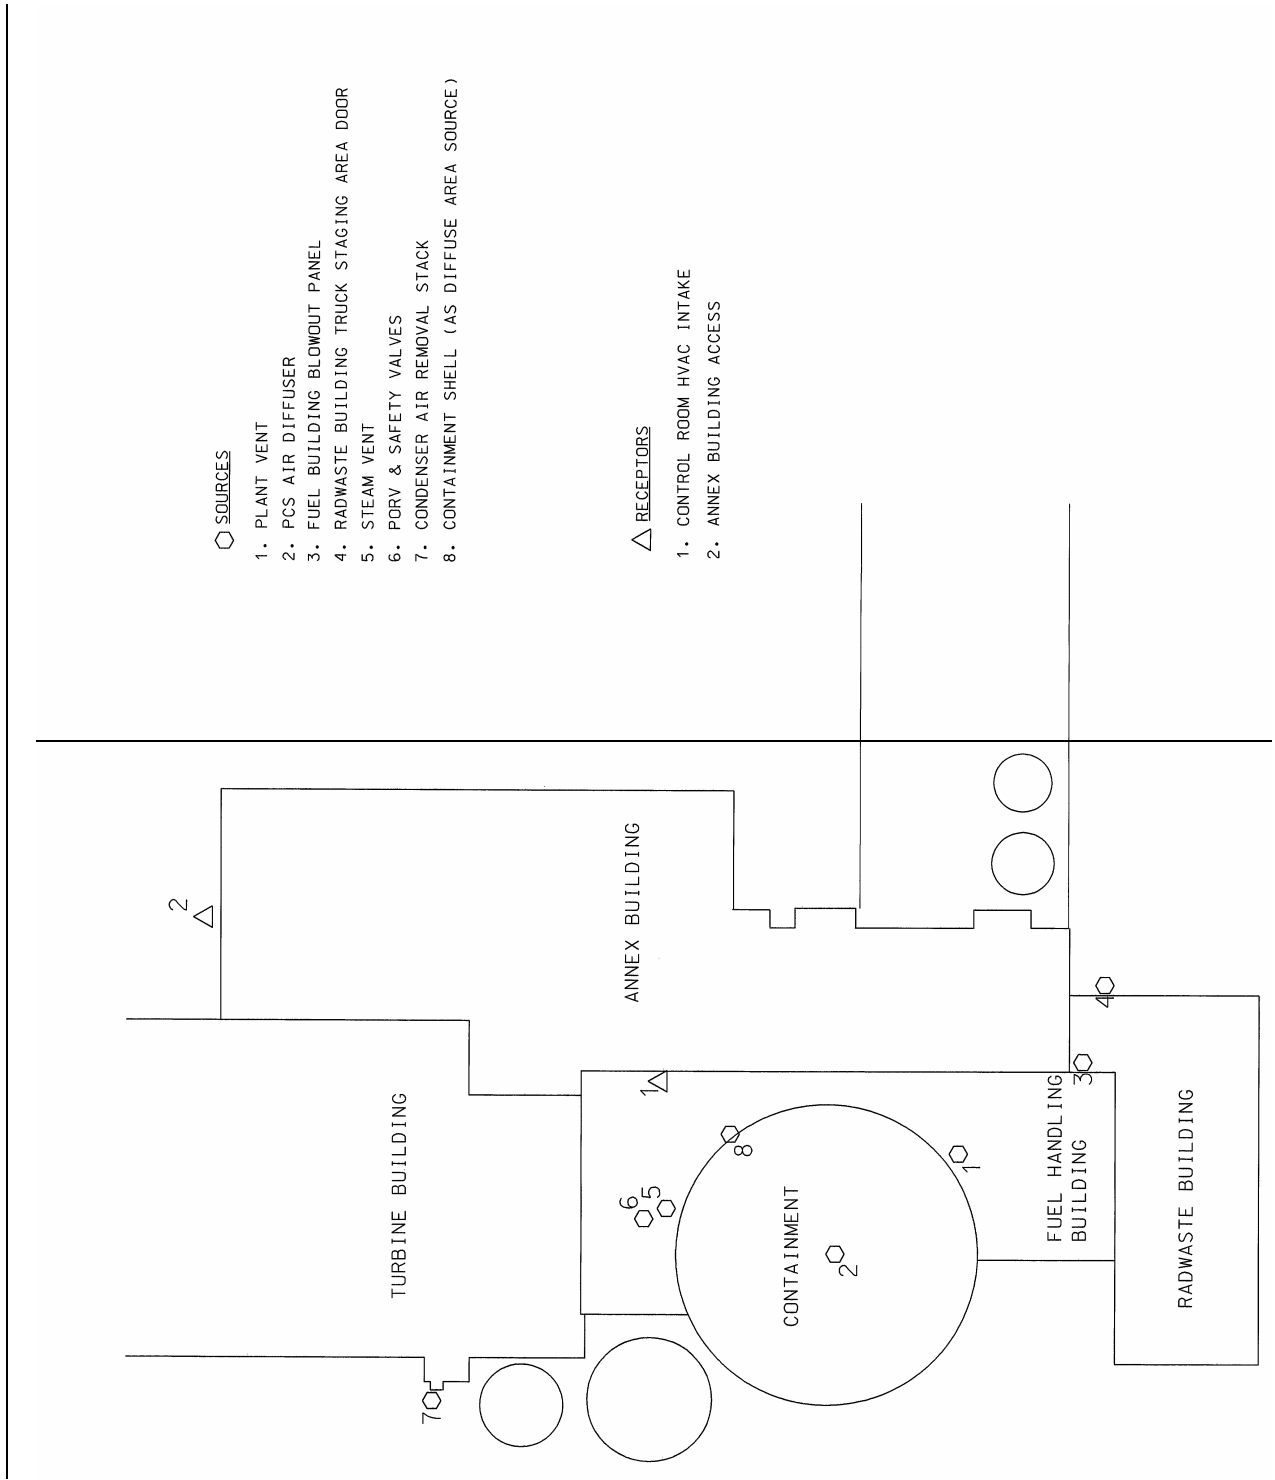 SOURCES
1. PLANT VENT
2. PCS AIR DIFFUSER
3. FUEL BUILDING BLOWOUT PANEL
4. RADWASTE BUILDING TRUCK STAGING AREA DOOR
5. STEAM VENT
6. PORV & SAFETY VALVES
7. CONDENSER AIR REMOVAL STACK
8. CONTAINMENT SHELL (AS DIFFUSE AREA SOURCE)
RECEPTORS
1. CONTROL ROOM HVAC INTAKE
2. ANNEX BUILDING ACCESS
2
ANNEX BUILDING
4
1
3
TURBINE BUILDING
8
6
5
1
FUEL HANDLING
BUILDING
RADWASTE BUILDING
CONTAINMENT
2
7